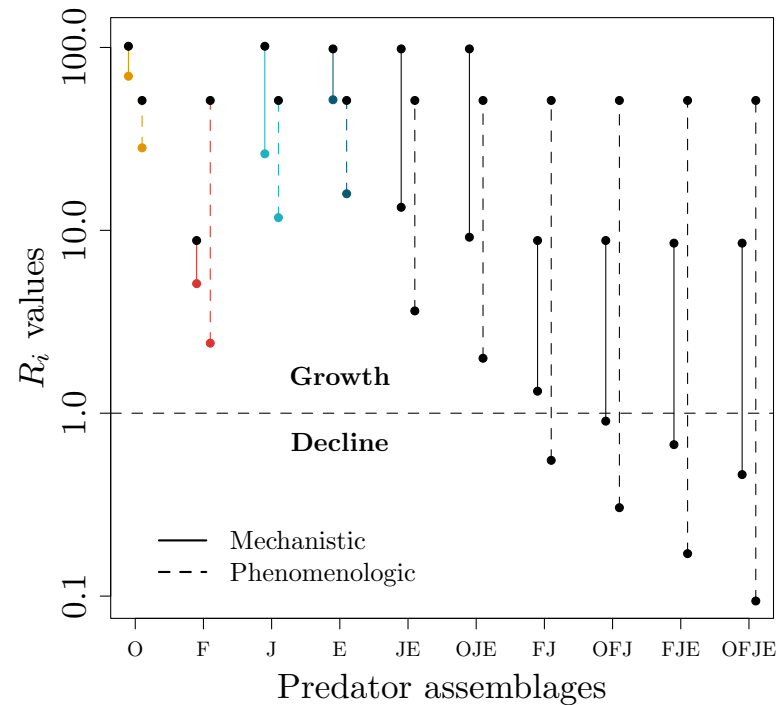 100.0
10.0
1.0
0.1
R_i values
Growth
Decline
Mechanistic
Phenomenologic
O F J E JE OJE FJ OFJ FJE OFJE
Predator assemblages